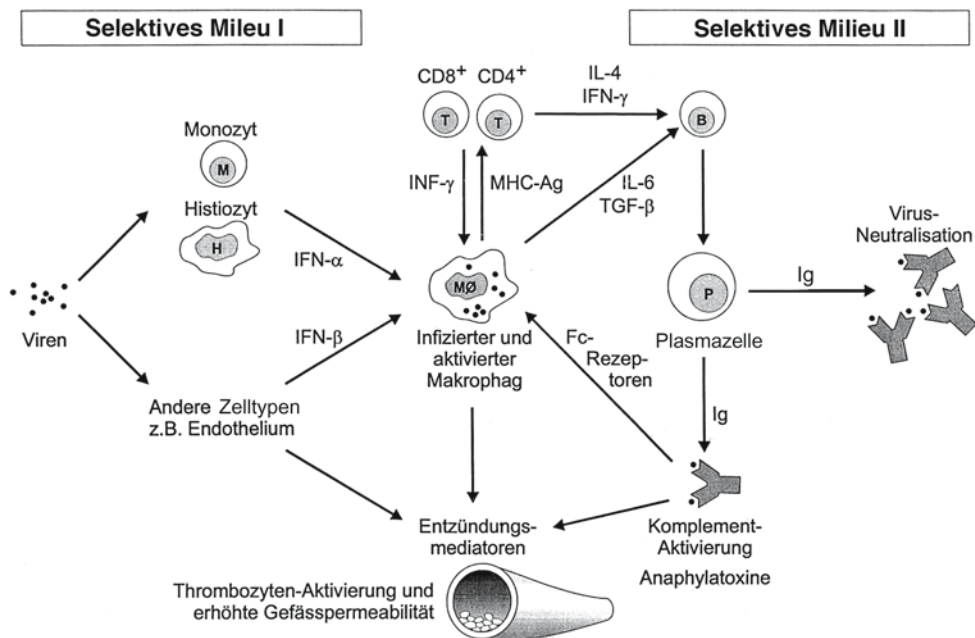 Selektives Mileu I
Selektives Milieu II
CD8+ CD4+
IL-4
IFN-γ
T
T
B
Monozyt
M
Histiozyt
H
INF-γ
MHC-Ag
IL-6
TGF-β
IFN-α
Viren
IFN-β
MØ
Infizierter und
aktivierter
Makrophag
Fc-
Rezep-
toren
P
Plasmazelle
Ig
Virus-
Neutralisation
Ig
Andere Zelltypen
z.B. Endothelium
Entzündungs-
mediatoren
Komplement-
Aktivierung
Anaphylatoxine
Thrombozyten-Aktivierung und
erhöhte Gefässpermeabilität